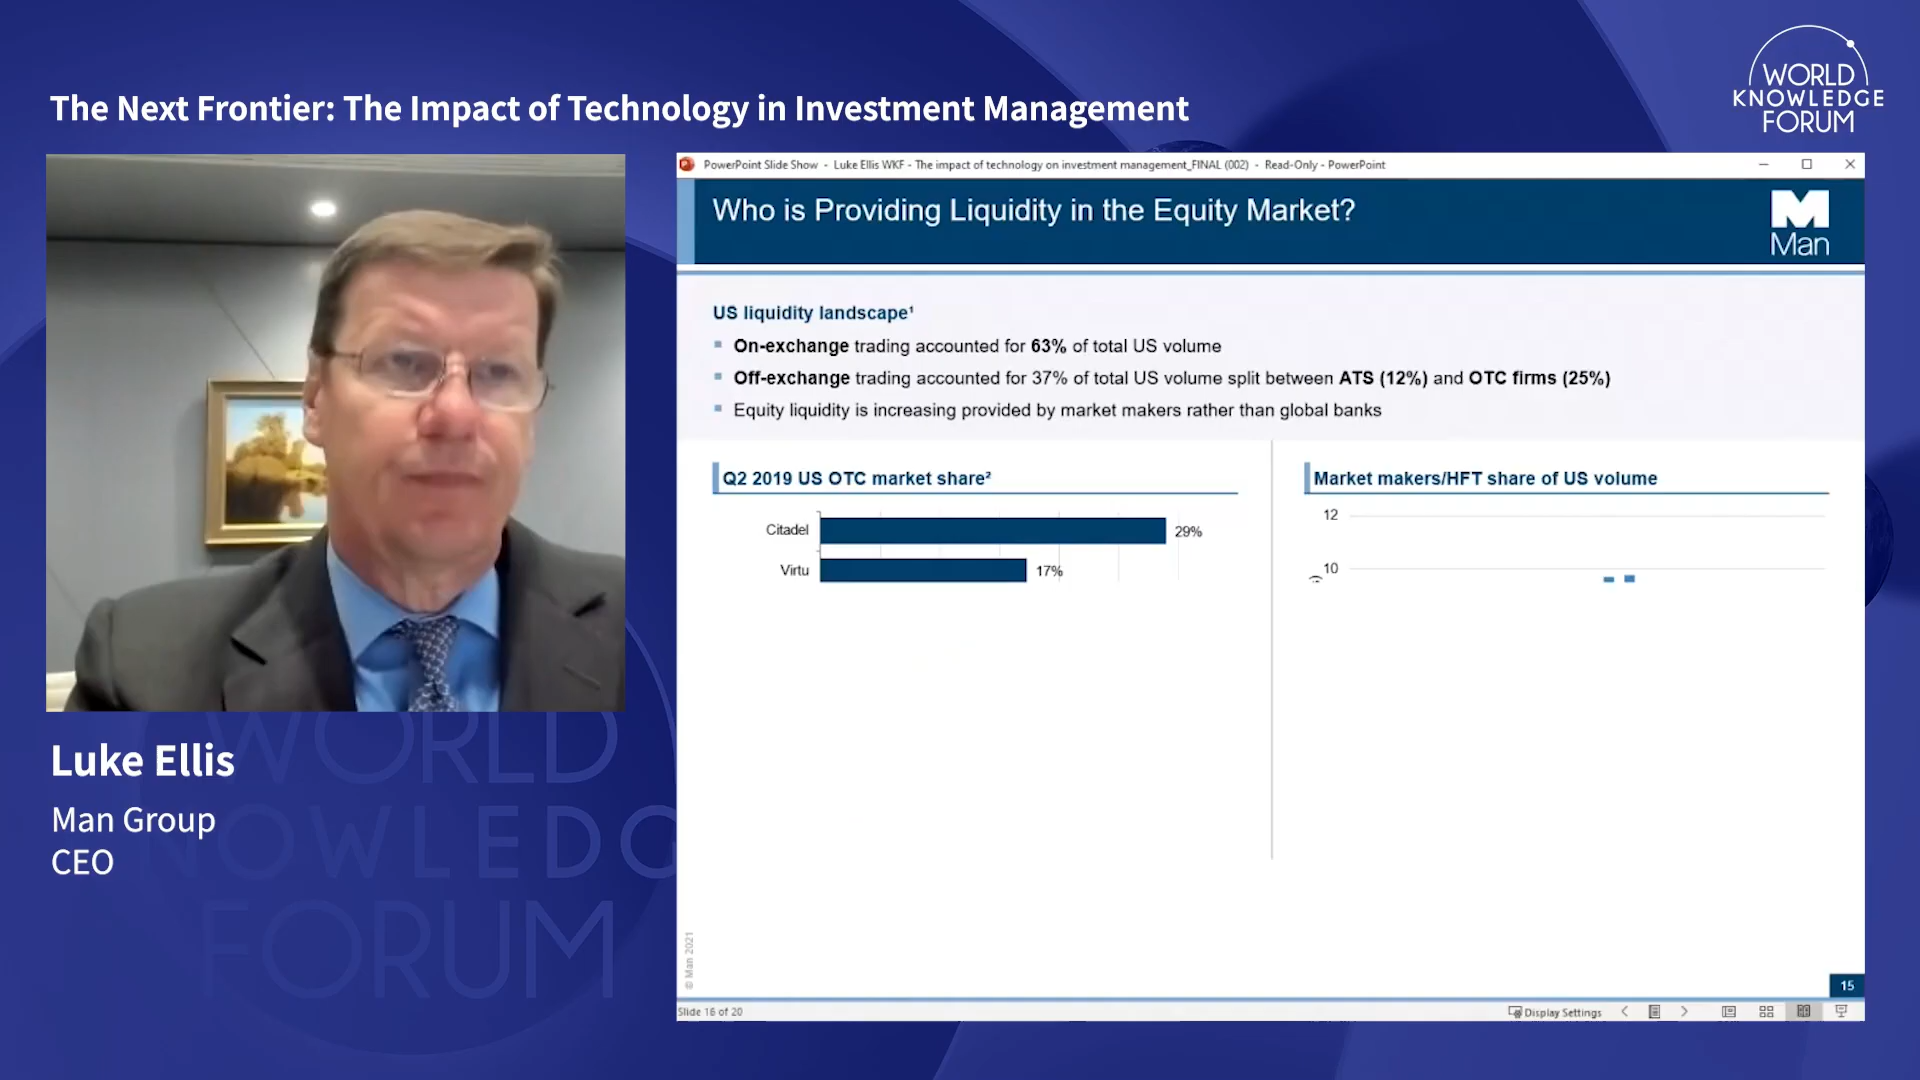 WORLD
KNOWLEDGE
FORUM
The Next Frontier: The Impact of Technology in Investment Management
PowerPoint Slide Show - Luke Ellis WKF - The impact of technology on investment management_FINAL (002) - Read-Only - PowerPoint
Who is Providing Liquidity in the Equity Market?
Man
US liquidity landscape¹
On-exchange trading accounted for 63% of total US volume
Off-exchange trading accounted for 37% of total US volume split between ATS (12%) and OTC firms (25%)
Equity liquidity is increasing provided by market makers rather than global banks
Q2 2019 US OTC market share²
Citadel 29%
Virtu 17%
Market makers/HFT share of US volume
12
10
© Man 2021
15
Slide 16 of 20
Display Settings
Luke Ellis
Man Group
CEO
WORLD
NOWLEDG
FORUM